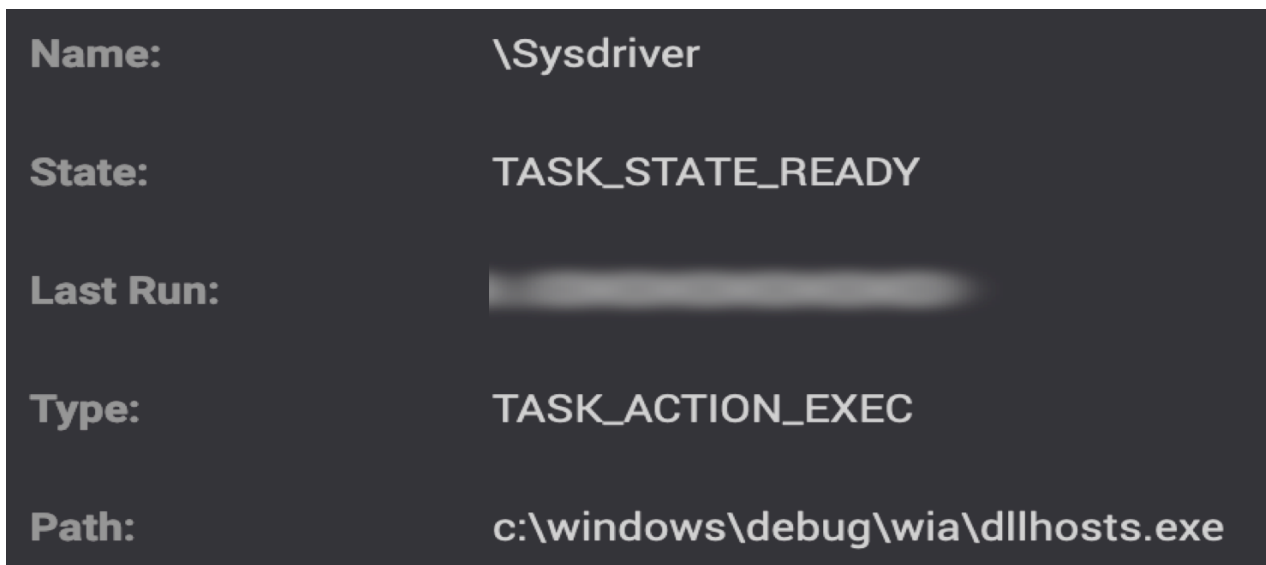 Name: \Sysdriver
State: TASK_STATE_READY
Last Run:
Type: TASK_ACTION_EXEC
Path: c:\windows\debug\wia\dllhosts.exe